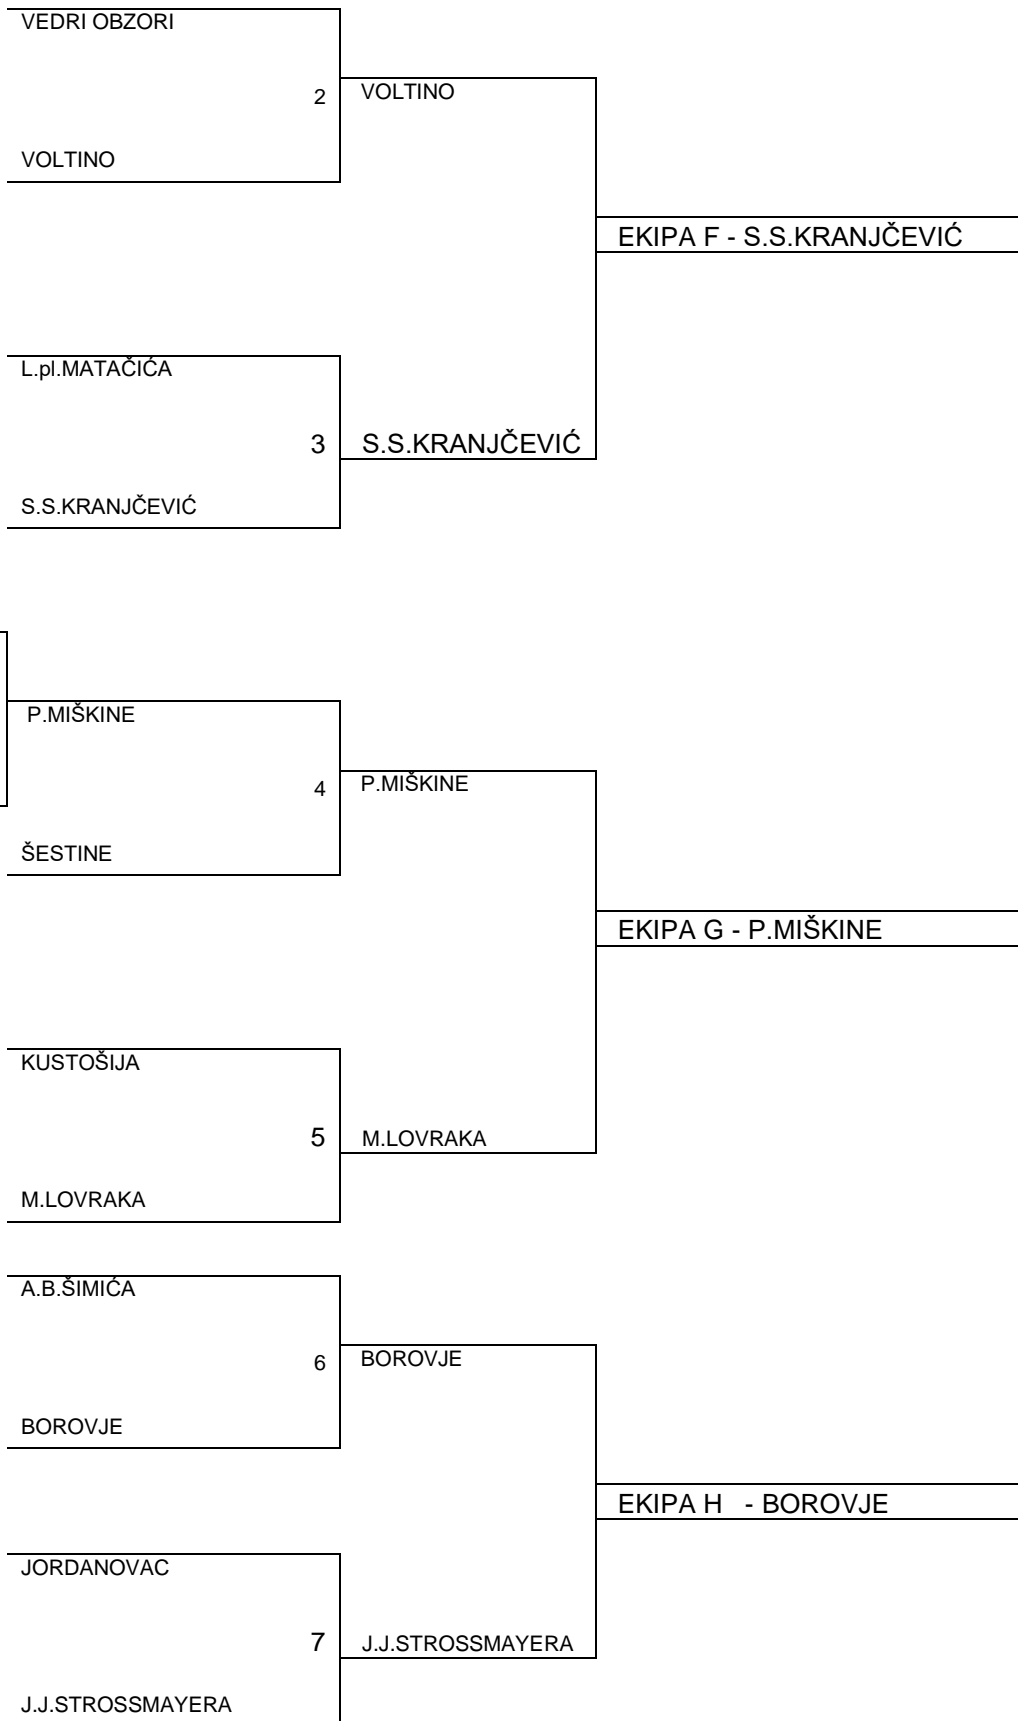 VEDRI OBZORI
2 VOLTINO
VOLTINO
EKIPA F - S.S.KRANJČEVIĆ
L.pl.MATAČIĆA
3 S.S.KRANJČEVIĆ
S.S.KRANJČEVIĆ
P.MIŠKINE
4 P.MIŠKINE
ŠESTINE
EKIPA G - P.MIŠKINE
KUSTOŠIJA
5 M.LOVRAKA
M.LOVRAKA
A.B.ŠIMIĆA
6 BOROVJE
BOROVJE
EKIPA H - BOROVJE
JORDANOVAC
7 J.J.STROSSMAYERA
J.J.STROSSMAYERA